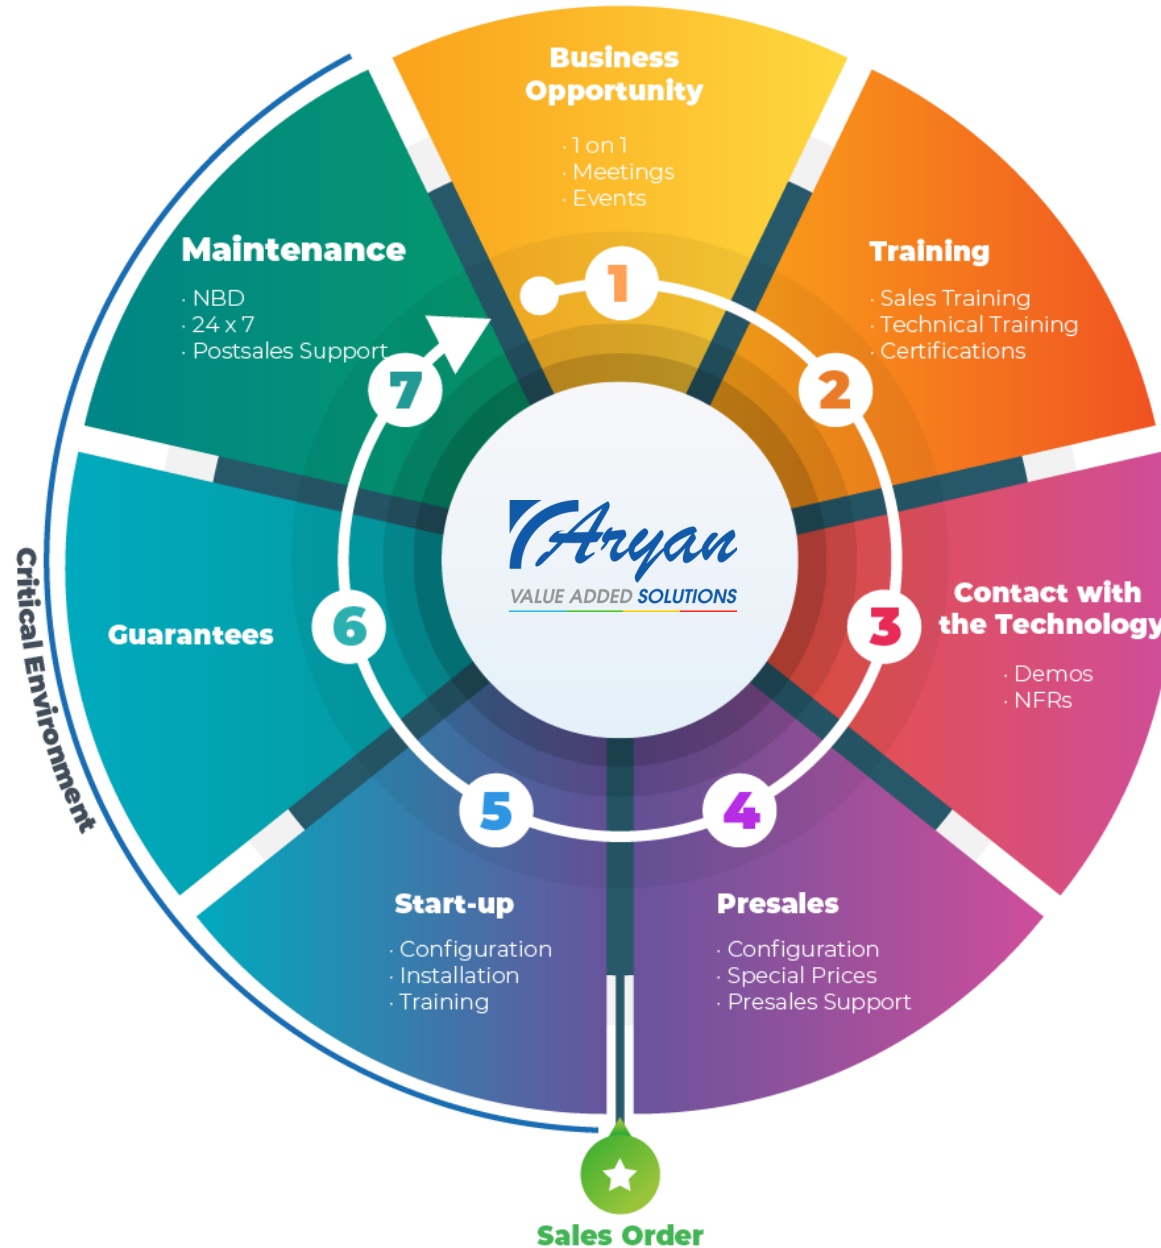 Business
Opportunity
· 1 on 1
· Meetings
· Events
1
Training
· Sales Training
· Technical Training
· Certifications
2
Contact with
the Technology
· Demos
· NFRs
3
Presales
· Configuration
· Special Prices
· Presales Support
4
Start-up
· Configuration
· Installation
· Training
5
Guarantees
6
Maintenance
· NBD
· 24 x 7
· Postsales Support
7
Aryan
VALUE ADDED SOLUTIONS
Critical Environment
Sales Order